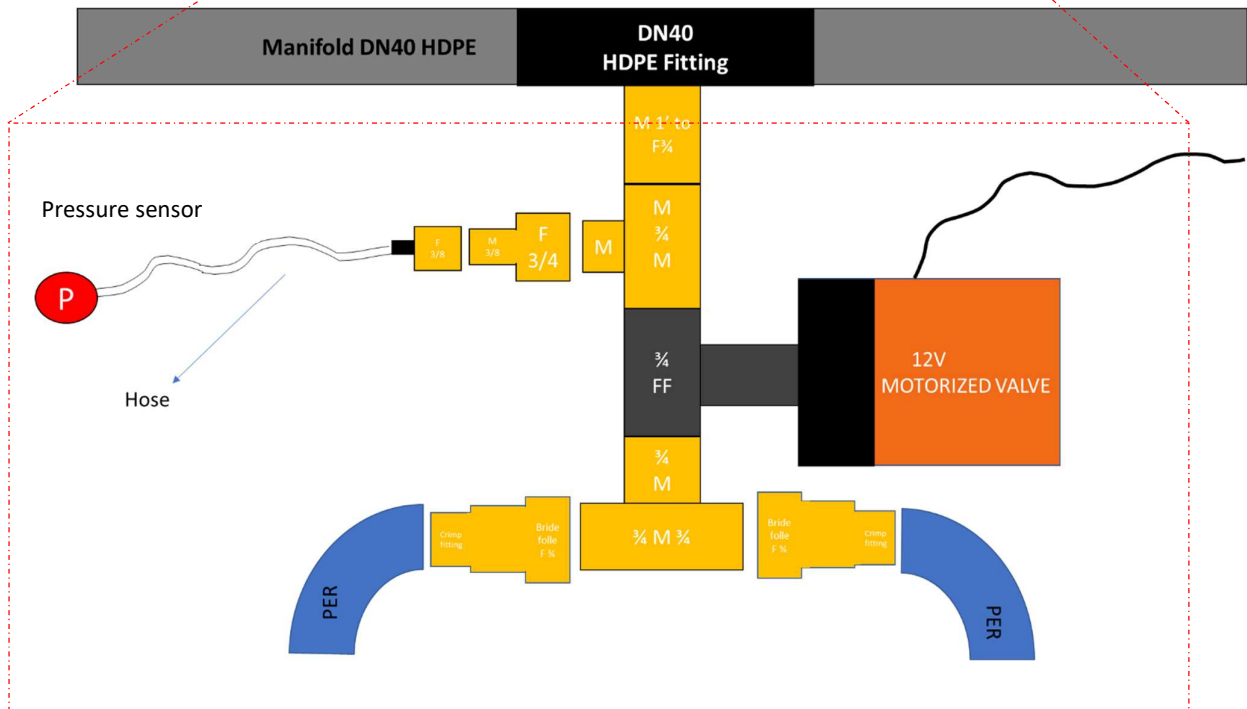 DN40
HDPE Fitting
Manifold DN40 HDPE
M 1' to
F¾
Pressure sensor
P
Hose
F
3/8
M
3/8
F
3/4
M
M
¾
M
¾
FF
12V
MOTORIZED VALVE
¾
M
Crimp
fitting
Bride
folle
F ¾
¾ M ¾
Bride
folle
F ¾
Crimp
fitting
PER
PER